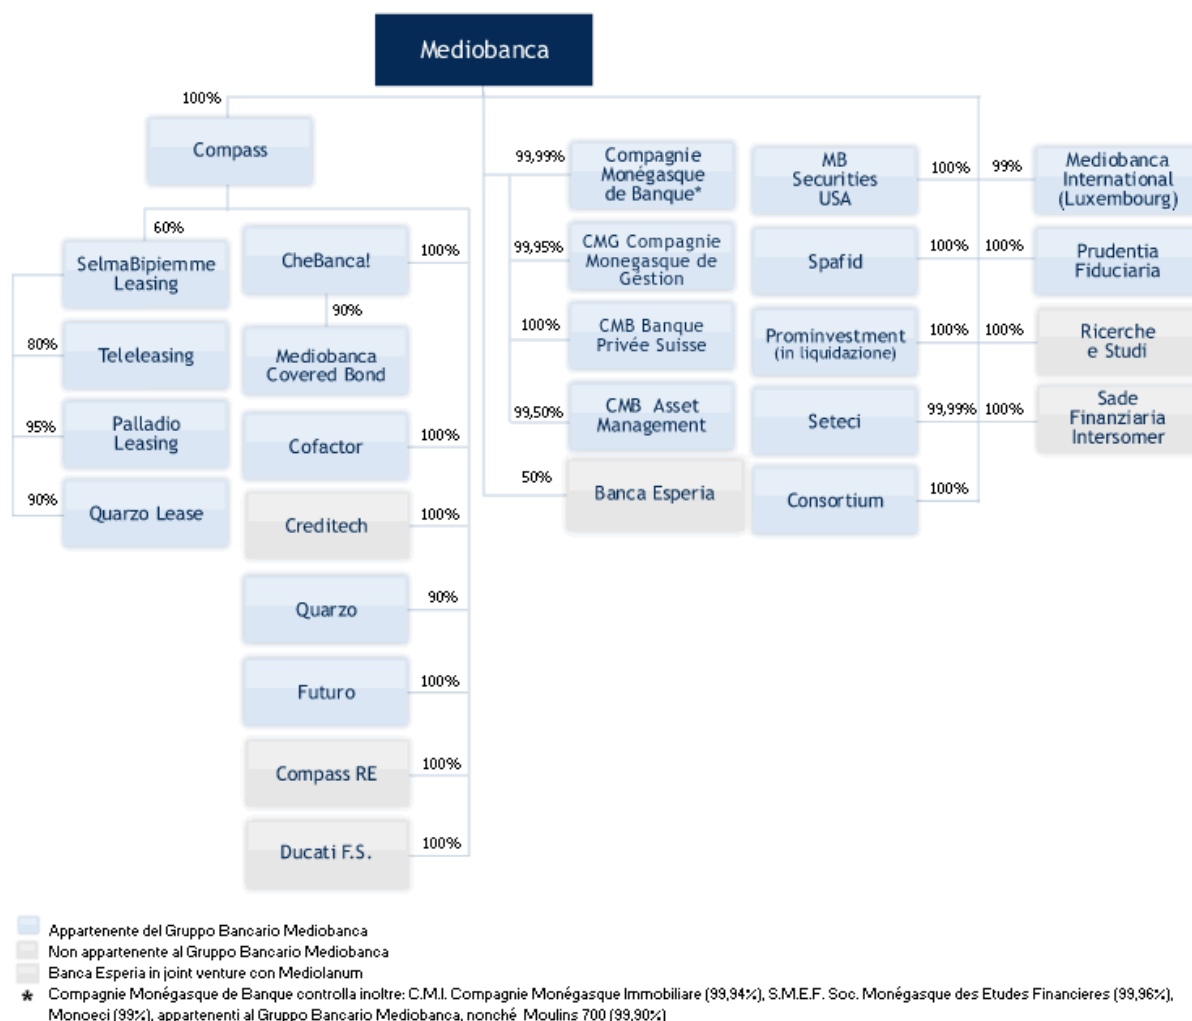 Mediobanca
100%
Compass
60%
SelmaBipiemme
Leasing
80%
Teleleasing
95%
Palladio
Leasing
90%
Quarzo Lease
CheBanca!
100%
90%
Mediobanca
Covered Bond
Cofactor
100%
Creditech
100%
Quarzo
90%
Futuro
100%
Compass RE
100%
Ducati F.S.
100%
99,99%
Compagnie
Monégasque
de Banque*
99,95%
CMG Compagnie
Monegasque de
Géstion
100%
CMB Banque
Privée Suisse
99,50%
CMB Asset
Management
50%
Banca Esperia
MB
Securities
USA
100%
Spafid
100%
Prominvestment
(in liquidazione)
100%
Seteci
99,99%
Consortium
100%
99%
Mediobanca
International
(Luxembourg)
100%
Prudentia
Fiduciaria
100%
Ricerche
e Studi
100%
Sade
Finanziaria
Intersomer
Appartenente del Gruppo Bancario Mediobanca
Non appartenente al Gruppo Bancario Mediobanca
Banca Esperia in joint venture con Mediolanum
* Compagnie Monégasque de Banque controlla inoltre: C.M.I. Compagnie Monégasque Immobiliare (99,94%), S.M.E.F. Soc. Monégasque des Etudes Financieres (99,96%),
Monoeci (99%), appartenenti al Gruppo Bancario Mediobanca, nonché Moulins 700 (99,90%)